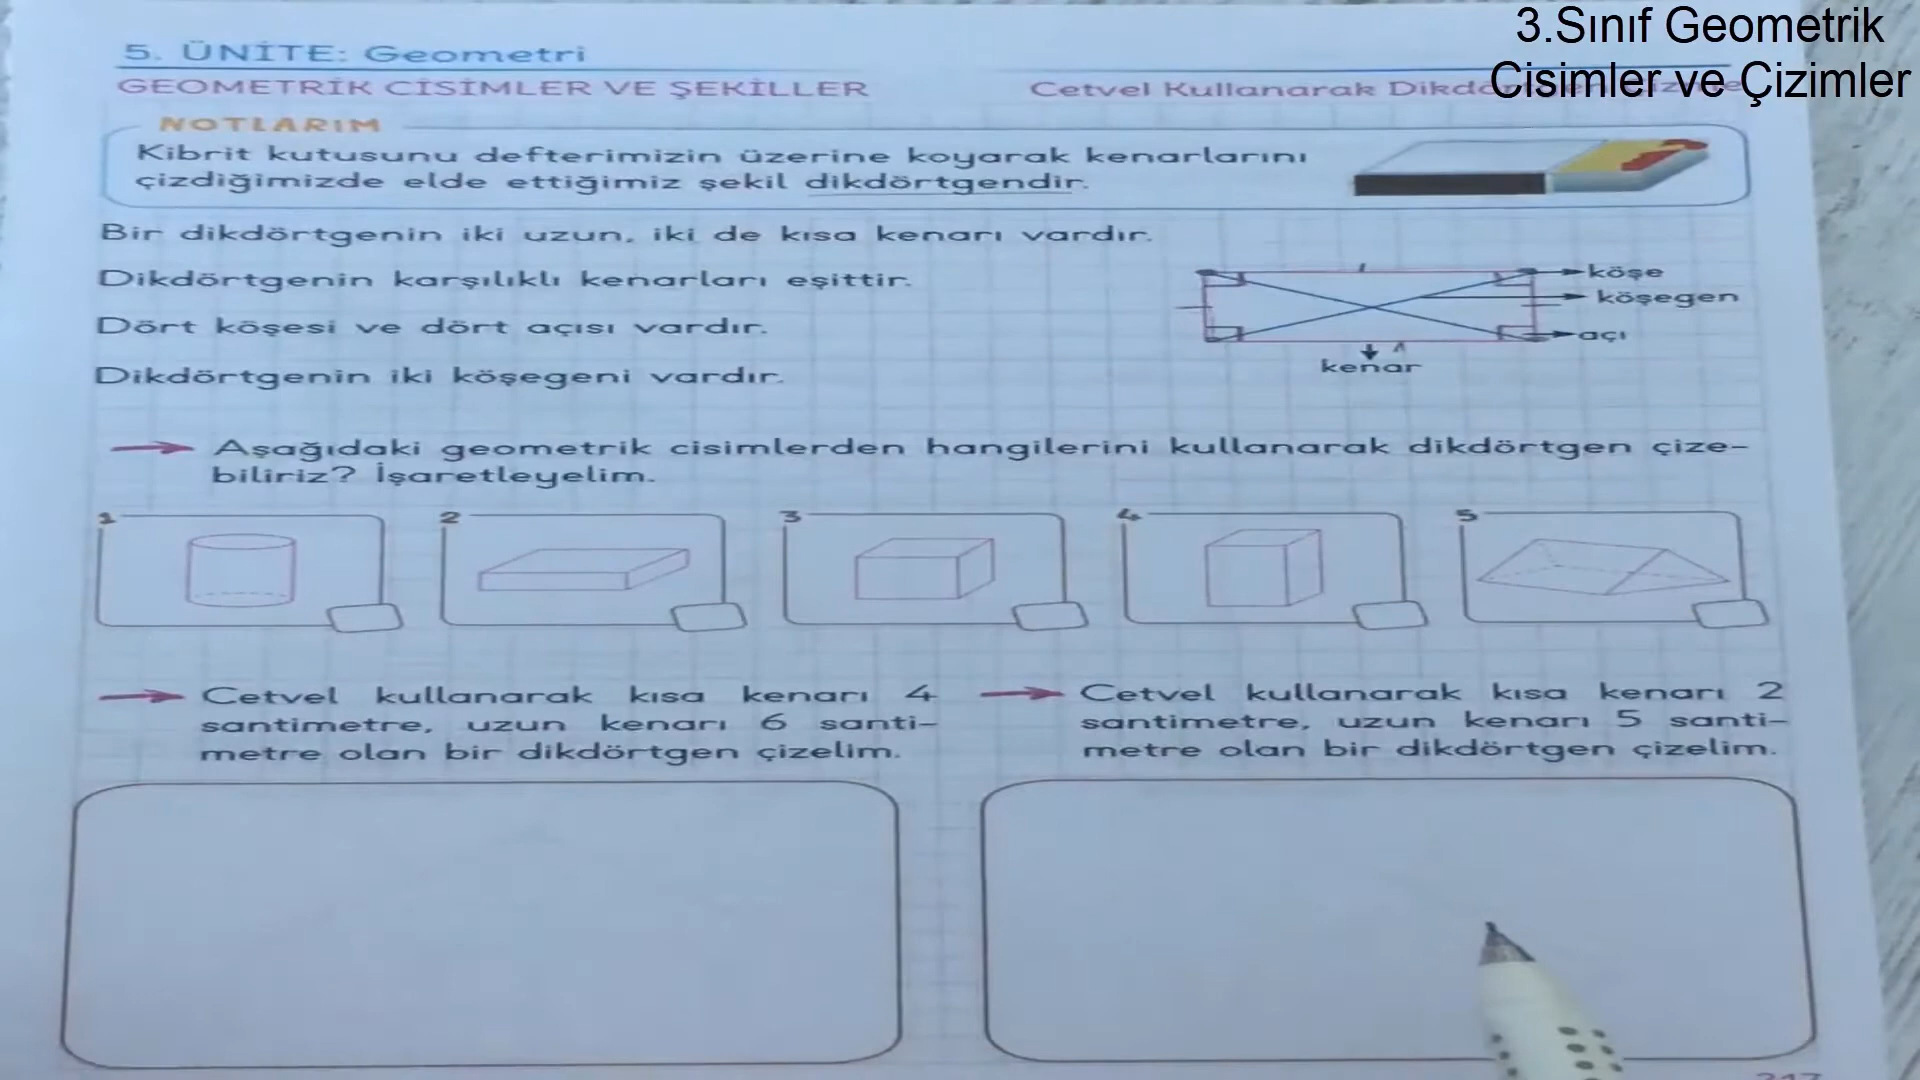 3.Sınıf Geometrik
Cisimler ve Çizimler
5. ÜNİTE: Geometri
GEOMETRİK CİSİMLER VE ŞEKİLLER
Cetvel Kullanarak
NOTLARIM
Kibrit kutusunu defterimizin üzerine koyarak kenarlarını
çizdiğimizde elde ettiğimiz şekil dikdörtgendir.
Bir dikdörtgenin iki uzun, iki de kısa kenarı vardır.
Dikdörtgenin karşılıklı kenarları eşittir.
Dört köşesi ve dört açısı vardır.
Dikdörtgenin iki köşegeni vardır.
köşe
köşegen
açı
kenar
Aşağıdaki geometrik cisimlerden hangilerini kullanarak dikdörtgen çize-
biliriz? İşaretleyelim.
1 2 3 4 5
Cetvel kullanarak kısa kenarı 4
santimetre, uzun kenarı 6 santi-
metre olan bir dikdörtgen çizelim.
Cetvel kullanarak kısa kenarı 2
santimetre, uzun kenarı 5 santi-
metre olan bir dikdörtgen çizelim.